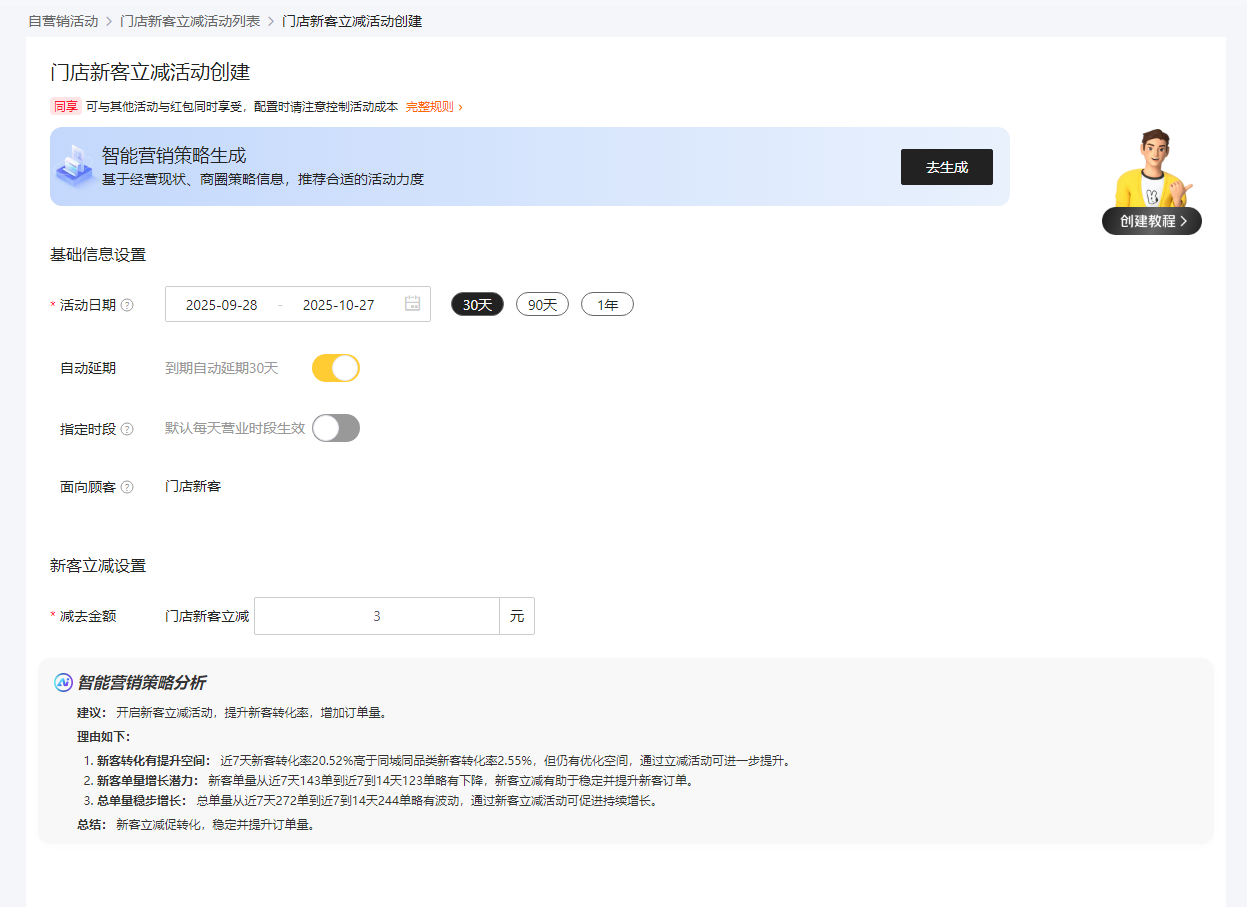 自营销活动 > 门店新客立减活动列表 > 门店新客立减活动创建
门店新客立减活动创建
同享 可与其他活动与红包同时享受，配置时请注意控制活动成本 完整规则 ›
智能营销策略生成
基于经营现状、商圈策略信息，推荐合适的活动力度
去生成
创建教程 >
基础信息设置
* 活动日期 ? 2025-09-28 - 2025-10-27 30天 90天 1年
自动延期 到期自动延期30天
指定时段 ? 默认每天营业时段生效
面向顾客 ? 门店新客
新客立减设置
* 减去金额 门店新客立减 3 元
智能营销策略分析
建议： 开启新客立减活动，提升新客转化率，增加订单量。
理由如下：
1. 新客转化有提升空间： 近7天新客转化率20.52%高于同城同品类新客转化率2.55%，但仍有优化空间，通过立减活动可进一步提升。
2. 新客单量增长潜力： 新客单量从近7天143单到近7到14天123单略有下降，新客立减有助于稳定并提升新客订单。
3. 总单量稳步增长： 总单量从近7天272单到近7到14天244单略有波动，通过新客立减活动可促进持续增长。
总结： 新客立减促转化，稳定并提升订单量。